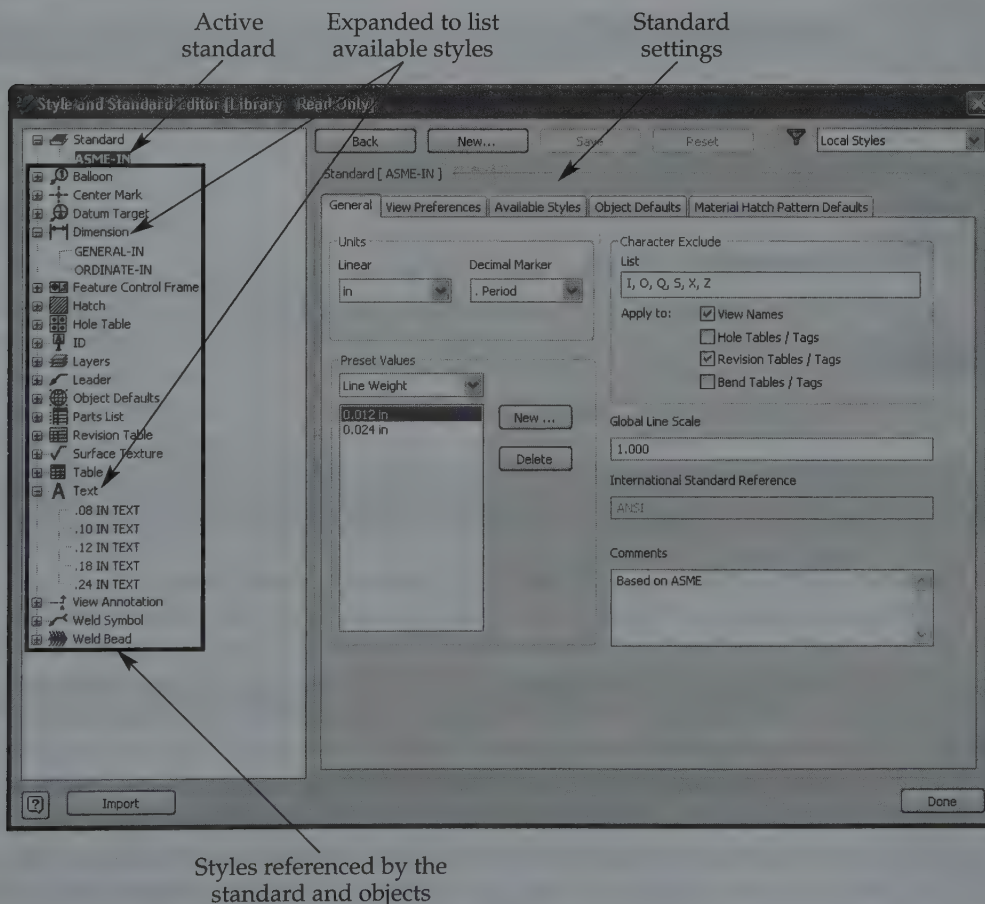 Active
standard
Expanded to list
available styles
Standard
settings
Style and Standard Editor [Library - Read Only]
Standard
ASME-IN
Balloon
Center Mark
Datum Target
Dimension
GENERAL-IN
ORDINATE-IN
Feature Control Frame
Hatch
Hole Table
ID
Layers
Leader
Object Defaults
Parts List
Revision Table
Surface Texture
Table
A Text
.08 IN TEXT
.10 IN TEXT
.12 IN TEXT
.18 IN TEXT
.24 IN TEXT
View Annotation
Weld Symbol
Weld Bead
Back
New...
Save
Reset
Local Styles
Standard [ ASME-IN ]
General
View Preferences
Available Styles
Object Defaults
Material Hatch Pattern Defaults
Units
Linear
Decimal Marker
in
. Period
Preset Values
Line Weight
0.012 in
0.024 in
New ...
Delete
Character Exclude
List
I, O, Q, S, X, Z
Apply to:
View Names
Hole Tables / Tags
Revision Tables / Tags
Bend Tables / Tags
Global Line Scale
1.000
International Standard Reference
ANSI
Comments
Based on ASME
?
Import
Done
Styles referenced by the
standard and objects